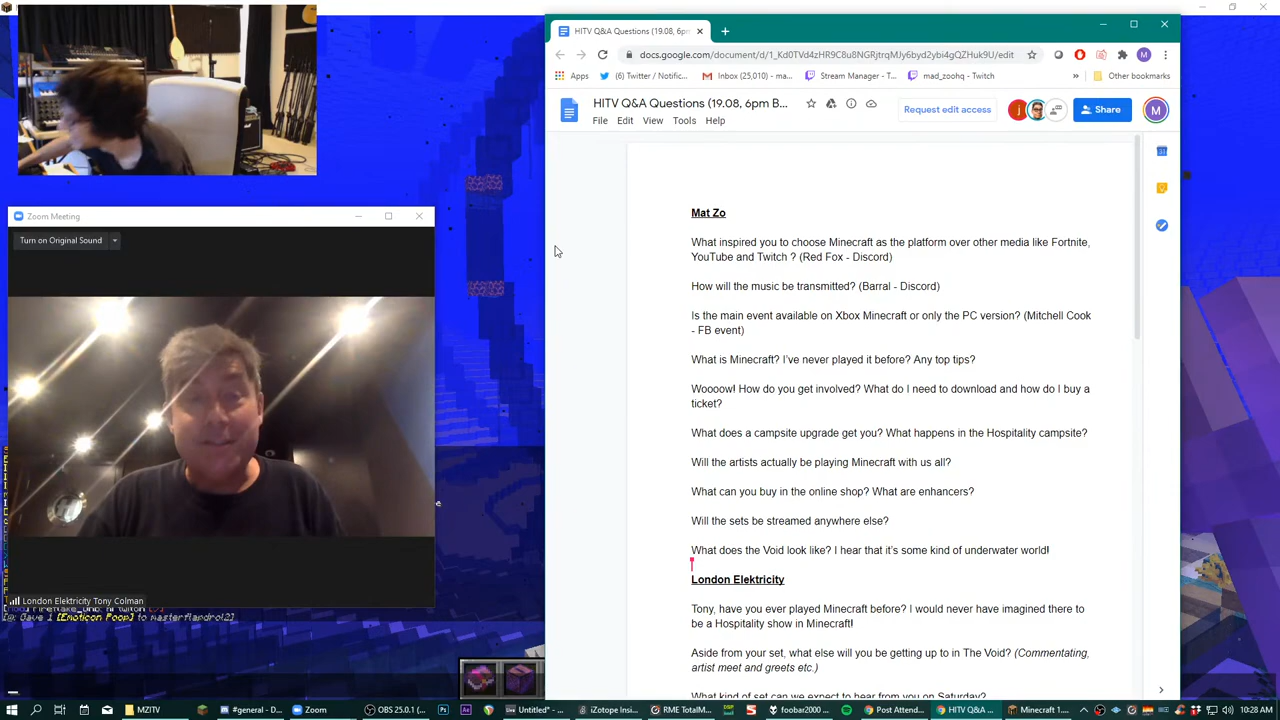 HITV Q&A Questions (19.08, 6pm
docs.google.com/document/d/1_Kd0TVd4zHR9C8u8NGRjtrqMJy6byd2ybi4gQZHuk9U/edit
Apps
(6) Twitter / Notific...
Inbox (25,010) - ma...
Stream Manager - T...
mad_zoohq - Twitch
»
Other bookmarks
HITV Q&A Questions (19.08, 6pm B...
Request edit access
Share
File Edit View Tools Help
Zoom Meeting
Turn on Original Sound
Mat Zo
What inspired you to choose Minecraft as the platform over other media like Fortnite,
YouTube and Twitch ? (Red Fox - Discord)
How will the music be transmitted? (Barral - Discord)
Is the main event available on Xbox Minecraft or only the PC version? (Mitchell Cook
- FB event)
What is Minecraft? I've never played it before? Any top tips?
Woooow! How do you get involved? What do I need to download and how do I buy a
ticket?
What does a campsite upgrade get you? What happens in the Hospitality campsite?
Will the artists actually be playing Minecraft with us all?
What can you buy in the online shop? What are enhancers?
Will the sets be streamed anywhere else?
What does the Void look like? I hear that it's some kind of underwater world!
London Elektricity
Tony, have you ever played Minecraft before? I would never have imagined there to
be a Hospitality show in Minecraft!
Aside from your set, what else will you be getting up to in The Void? (Commentating,
artist meet and greets etc.)
What kind of set can we expect to hear from you on Saturday?
London Elektricity Tony Colman
Gave 1 [Emoticon Poop] to
MZITV
#general - D...
Zoom
OBS 25.0.1 (...
Untitled* -...
iZotope Insi...
RME TotalM...
foobar2000 ...
Post Attend...
HITV Q&A ...
Minecraft 1....
10:28 AM